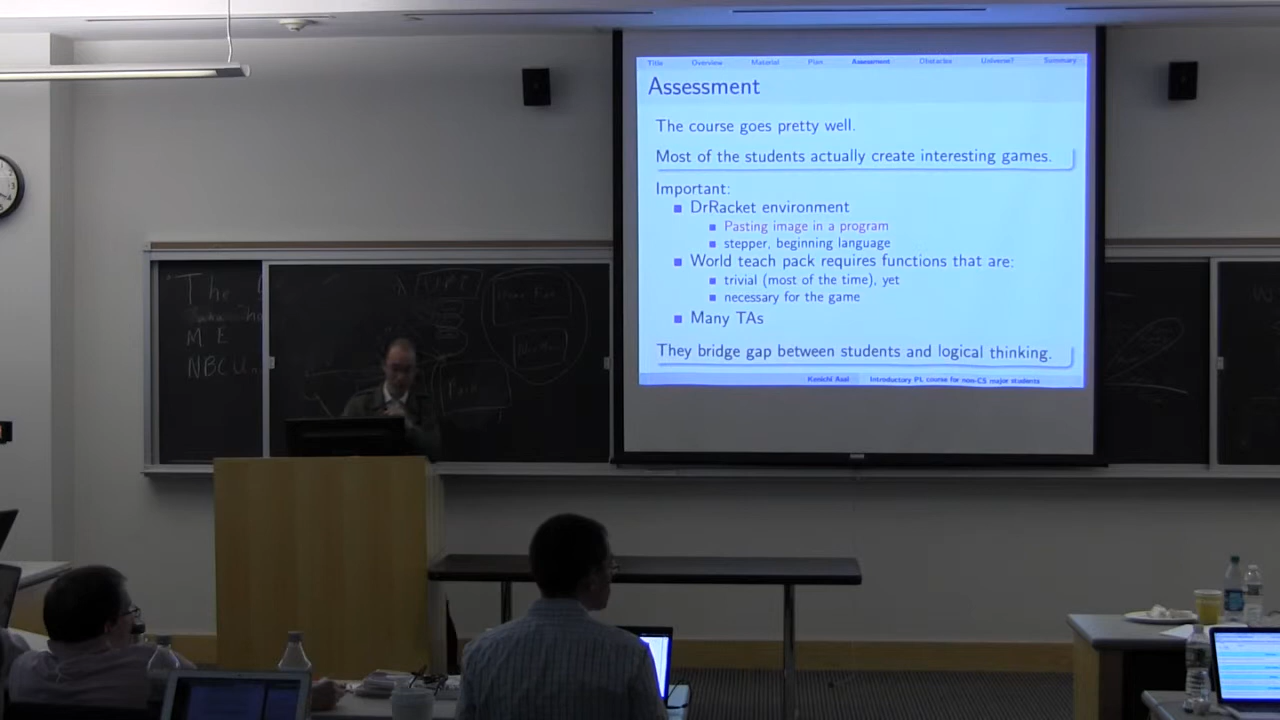 Title Overview Material Plan Assessment Obstacles Universe? Summary
Assessment
The course goes pretty well.
Most of the students actually create interesting games.
Important:
DrRacket environment
Pasting image in a program
stepper, beginning language
World teach pack requires functions that are:
trivial (most of the time), yet
necessary for the game
Many TAs
They bridge gap between students and logical thinking.
Kenichi Asai Introductory PL course for non-CS major students
The
M E
NBCU